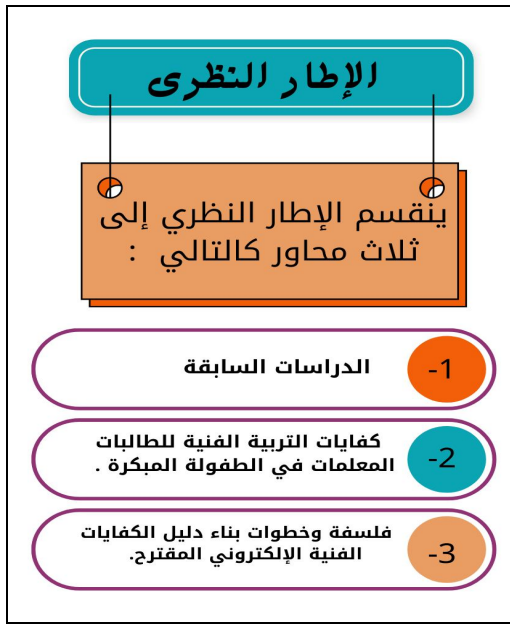 الإطار النظرى
ينقسم الإطار النظري إلى
ثلاث محاور كالتالي :
1-
الدراسات السابقة
2-
كفايات التربية الفنية للطالبات
المعلمات في الطفولة المبكرة .
3-
فلسفة وخطوات بناء دليل الكفايات
الفنية الإلكتروني المقترح.